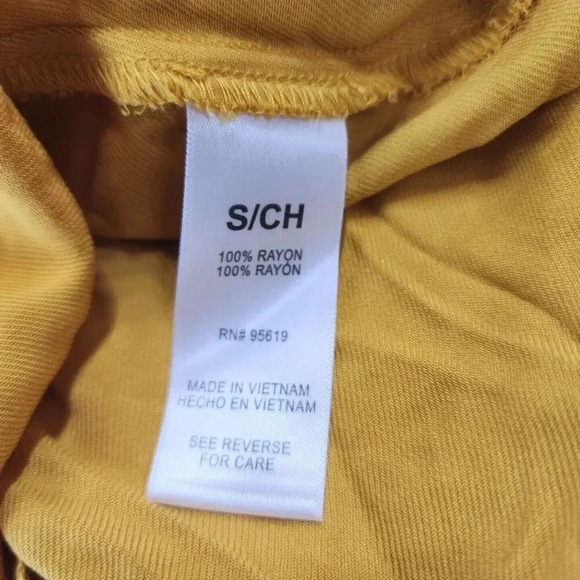 S/CH
100% RAYON
100% RAYÓN
RN# 95619
MADE IN VIETNAM
HECHO EN VIETNAM
SEE REVERSE
FOR CARE